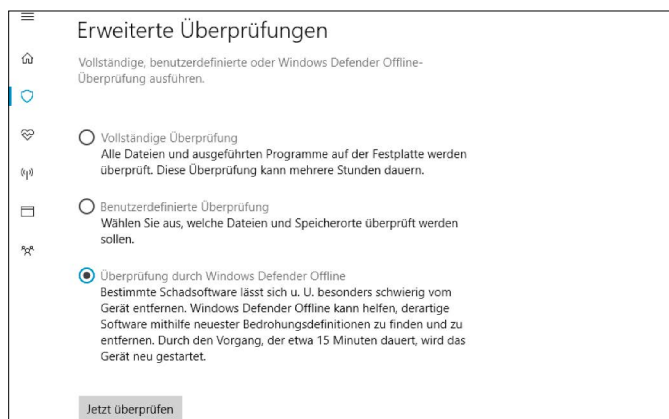 Erweiterte Überprüfungen
Vollständige, benutzerdefinierte oder Windows Defender Offline-
Überprüfung ausführen.
Vollständige Überprüfung
Alle Dateien und ausgeführten Programme auf der Festplatte werden
überprüft. Diese Überprüfung kann mehrere Stunden dauern.
Benutzerdefinierte Überprüfung
Wählen Sie aus, welche Dateien und Speicherorte überprüft werden
sollen.
Überprüfung durch Windows Defender Offline
Bestimmte Schadsoftware lässt sich u. U. besonders schwierig vom
Gerät entfernen. Windows Defender Offline kann helfen, derartige
Software mithilfe neuester Bedrohungsdefinitionen zu finden und zu
entfernen. Durch den Vorgang, der etwa 15 Minuten dauert, wird das
Gerät neu gestartet.
Jetzt überprüfen